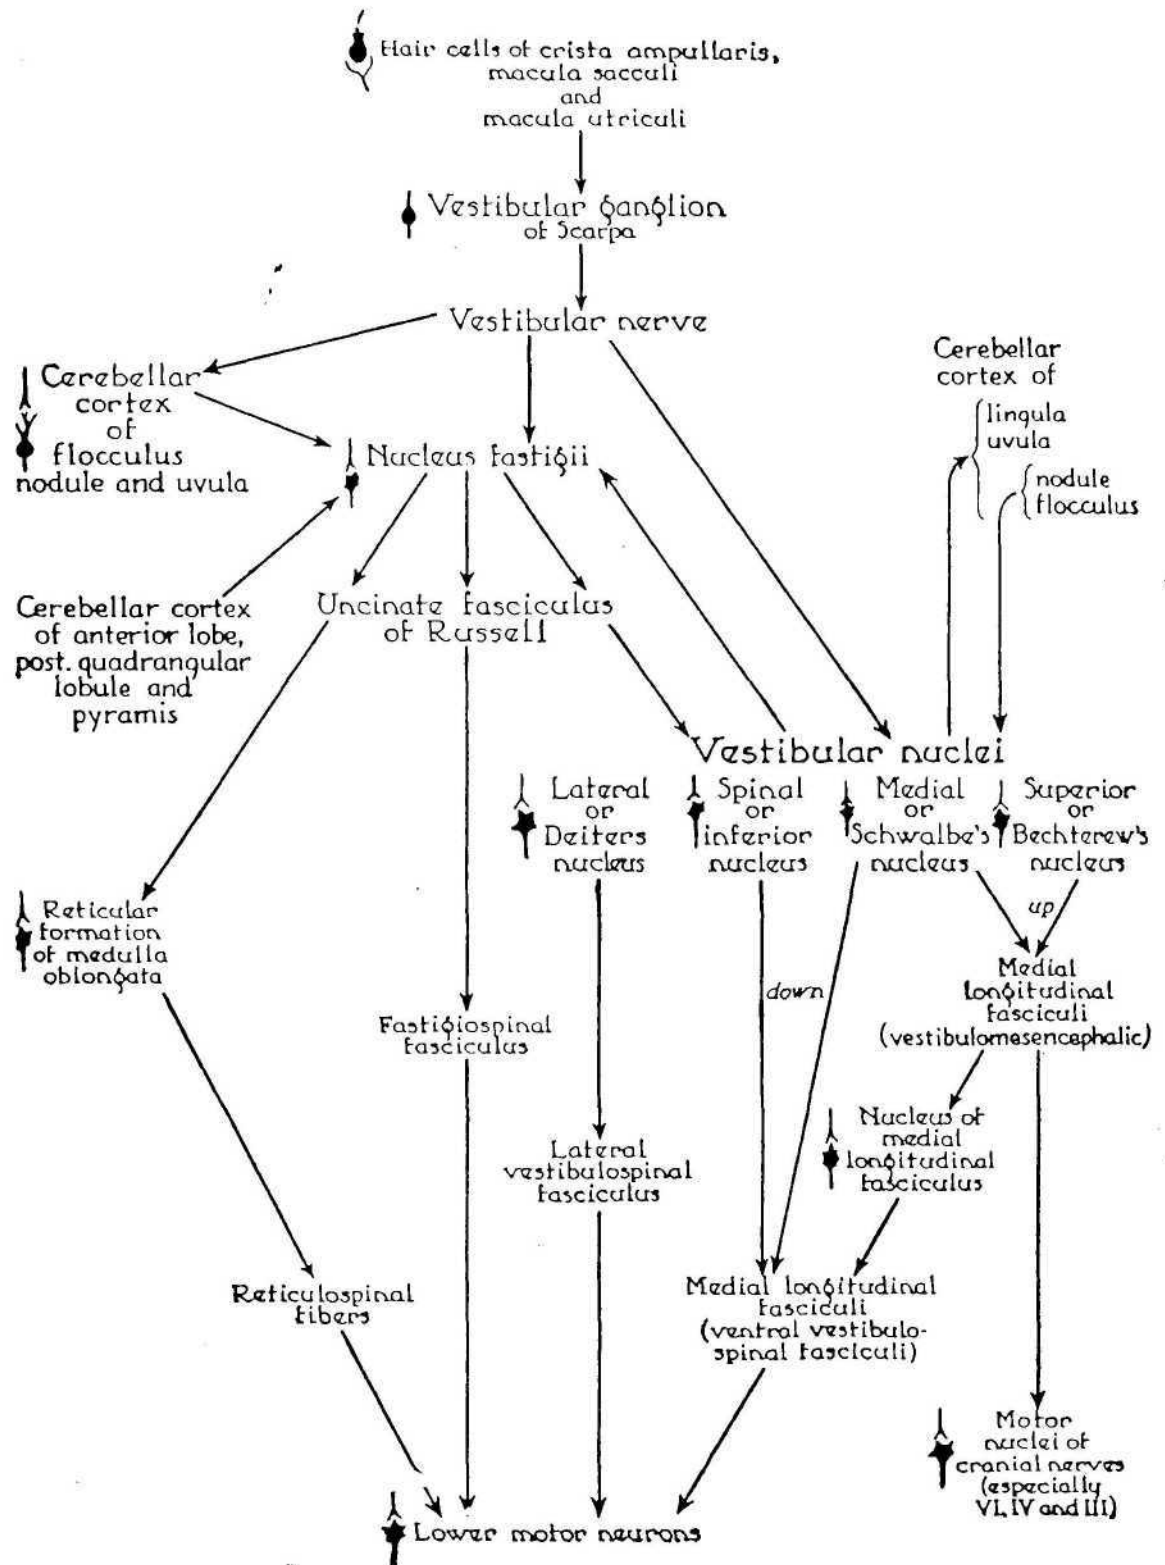 Hair cells of crista ampullaris,
macula sacculi
and
macula utriculi
Vestibular ganglion
of Scarpa
Vestibular nerve
Cerebellar
cortex
of
flocculus
nodule and uvula
Cerebellar
cortex of
lingula
uvula
nodule
flocculus
Nucleus fastigii
Cerebellar cortex
of anterior lobe,
post. quadrangular
lobule and
pyramis
Uncinate fasciculus
of Russell
Vestibular nuclei
Lateral
or
Deiters
nucleus
Spinal
or
inferior
nucleus
Medial
or
Schwalbe's
nucleus
Superior
or
Bechterew's
nucleus
up
down
Reticular
formation
of medulla
oblongata
Medial
longitudinal
fasciculi
(vestibulomesencephalic)
Fastigiospinal
fasciculus
Nucleus of
medial
longitudinal
fasciculus
Lateral
vestibulospinal
fasciculus
Reticulospinal
fibers
Medial longitudinal
fasciculi
(ventral vestibulo-
spinal fasciculi)
Motor
nuclei of
cranial nerves
(especially
VI, IV and III)
Lower motor neurons